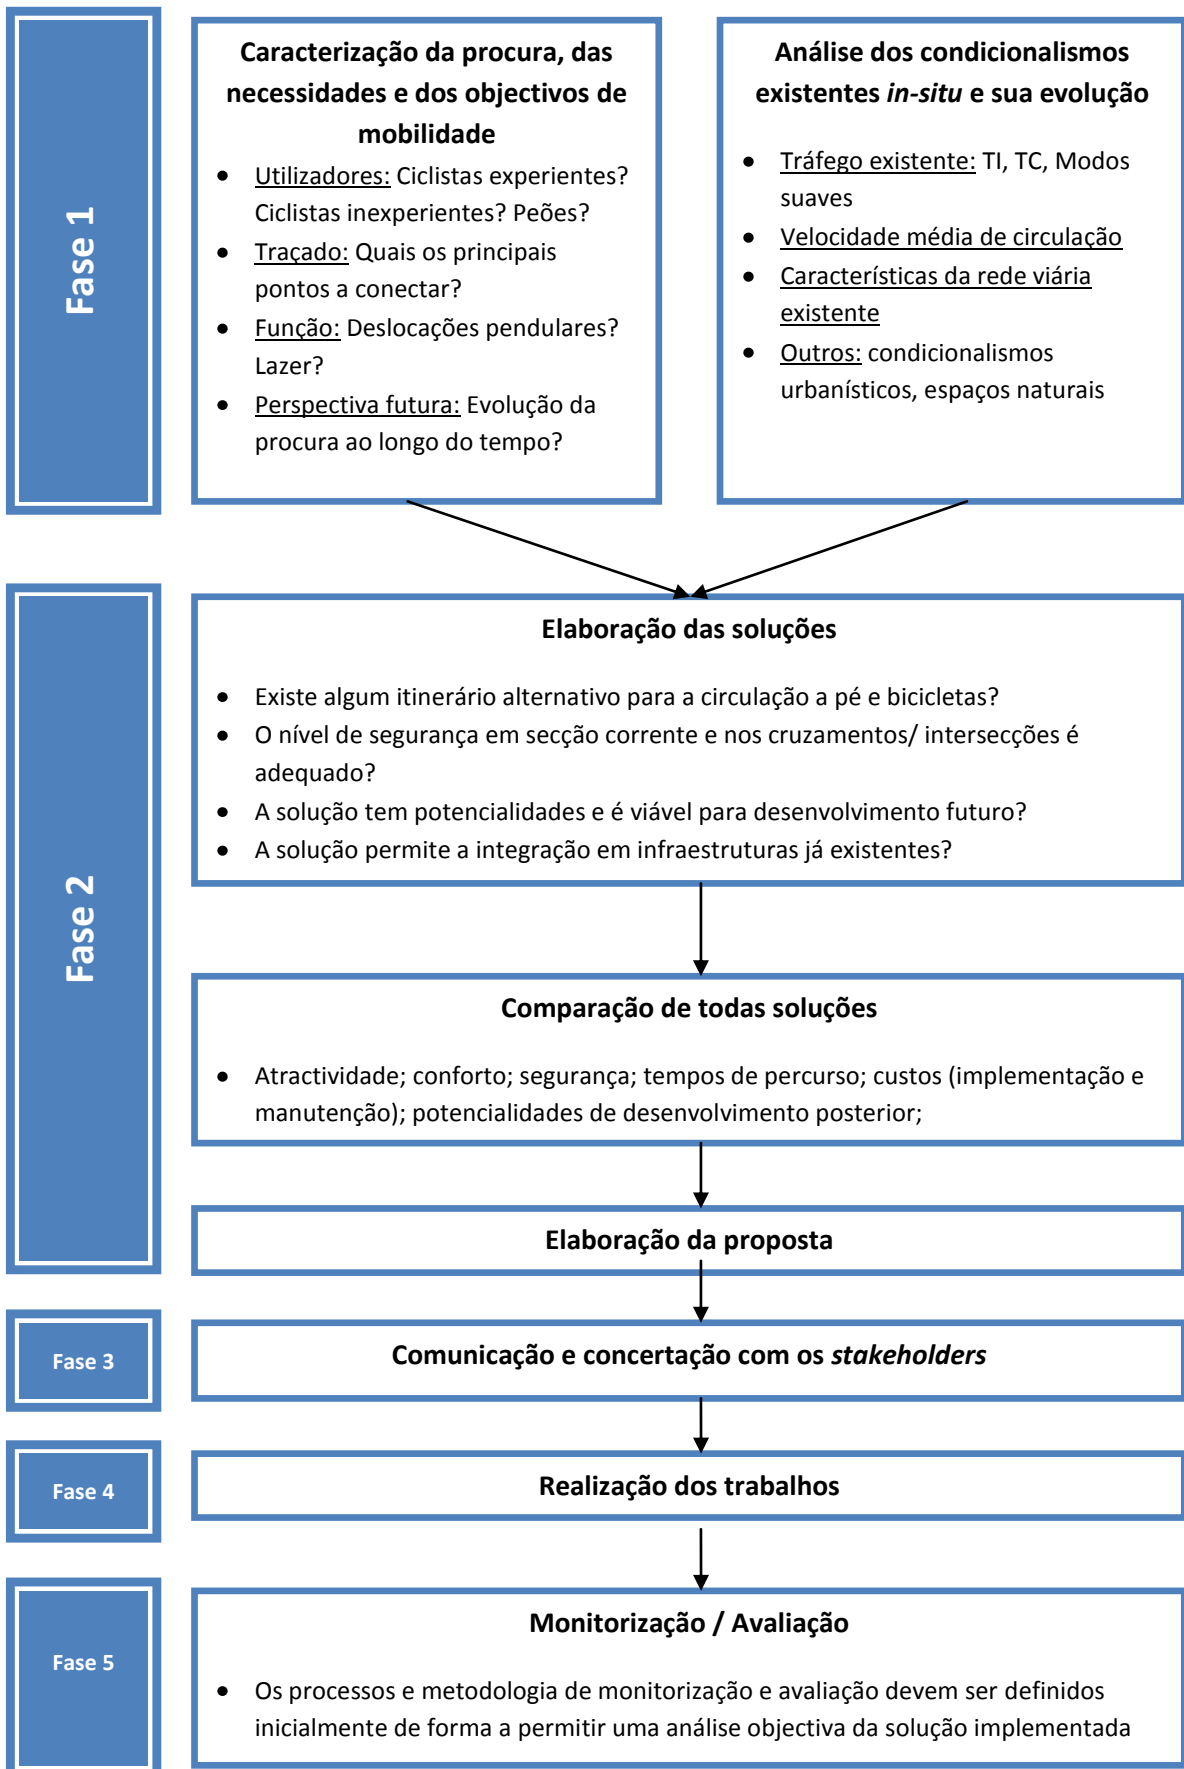 Fase 1
Caracterização da procura, das
necessidades e dos objectivos de
mobilidade
• Utilizadores: Ciclistas experientes?
Ciclistas inexperientes? Peões?
• Traçado: Quais os principais
pontos a conectar?
• Função: Deslocações pendulares?
Lazer?
• Perspectiva futura: Evolução da
procura ao longo do tempo?
Análise dos condicionalismos
existentes in-situ e sua evolução
• Tráfego existente: TI, TC, Modos
suaves
• Velocidade média de circulação
• Características da rede viária
existente
• Outros: condicionalismos
urbanísticos, espaços naturais
Fase 2
Elaboração das soluções
• Existe algum itinerário alternativo para a circulação a pé e bicicletas?
• O nível de segurança em secção corrente e nos cruzamentos/ intersecções é
adequado?
• A solução tem potencialidades e é viável para desenvolvimento futuro?
• A solução permite a integração em infraestruturas já existentes?
Comparação de todas soluções
• Atractividade; conforto; segurança; tempos de percurso; custos (implementação e
manutenção); potencialidades de desenvolvimento posterior;
Elaboração da proposta
Fase 3
Comunicação e concertação com os stakeholders
Fase 4
Realização dos trabalhos
Fase 5
Monitorização / Avaliação
• Os processos e metodologia de monitorização e avaliação devem ser definidos
inicialmente de forma a permitir uma análise objectiva da solução implementada